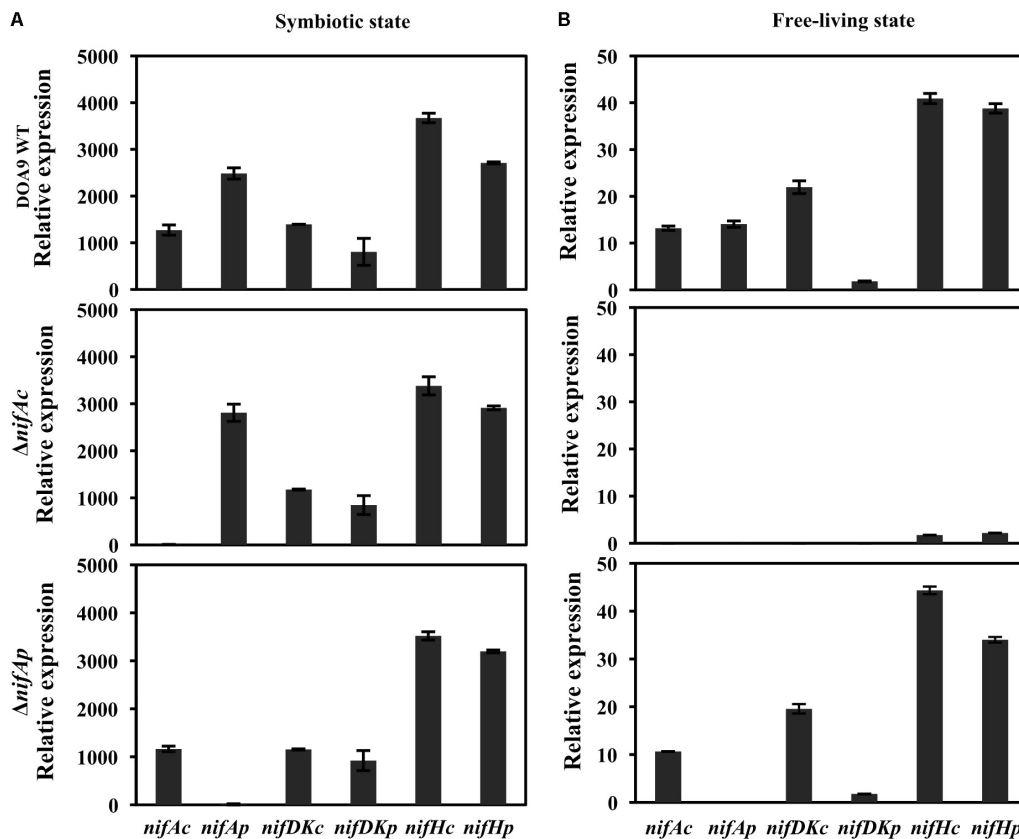 A
Symbiotic state
B
Free-living state
DOA9 WT
Relative expression
5000
4000
3000
2000
1000
0
Relative expression
50
40
30
20
10
0
ΔnifAc
Relative expression
5000
4000
3000
2000
1000
0
Relative expression
50
40
30
20
10
0
ΔnifAp
Relative expression
5000
4000
3000
2000
1000
0
Relative expression
50
40
30
20
10
0
nifAc nifAp nifDKc nifDKp nifHc nifHp
nifAc nifAp nifDKc nifDKp nifHc nifHp